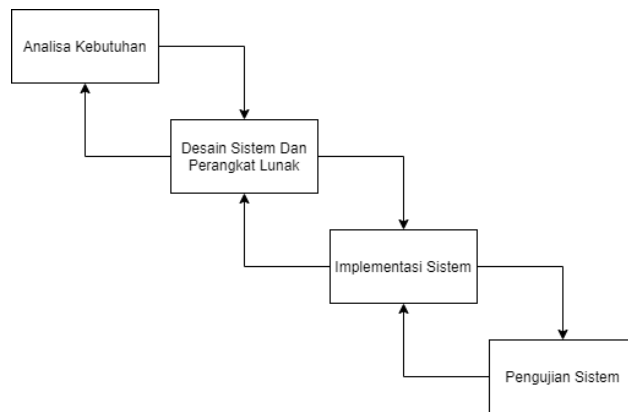 Analisa Kebutuhan
Desain Sistem Dan
Perangkat Lunak
Implementasi Sistem
Pengujian Sistem